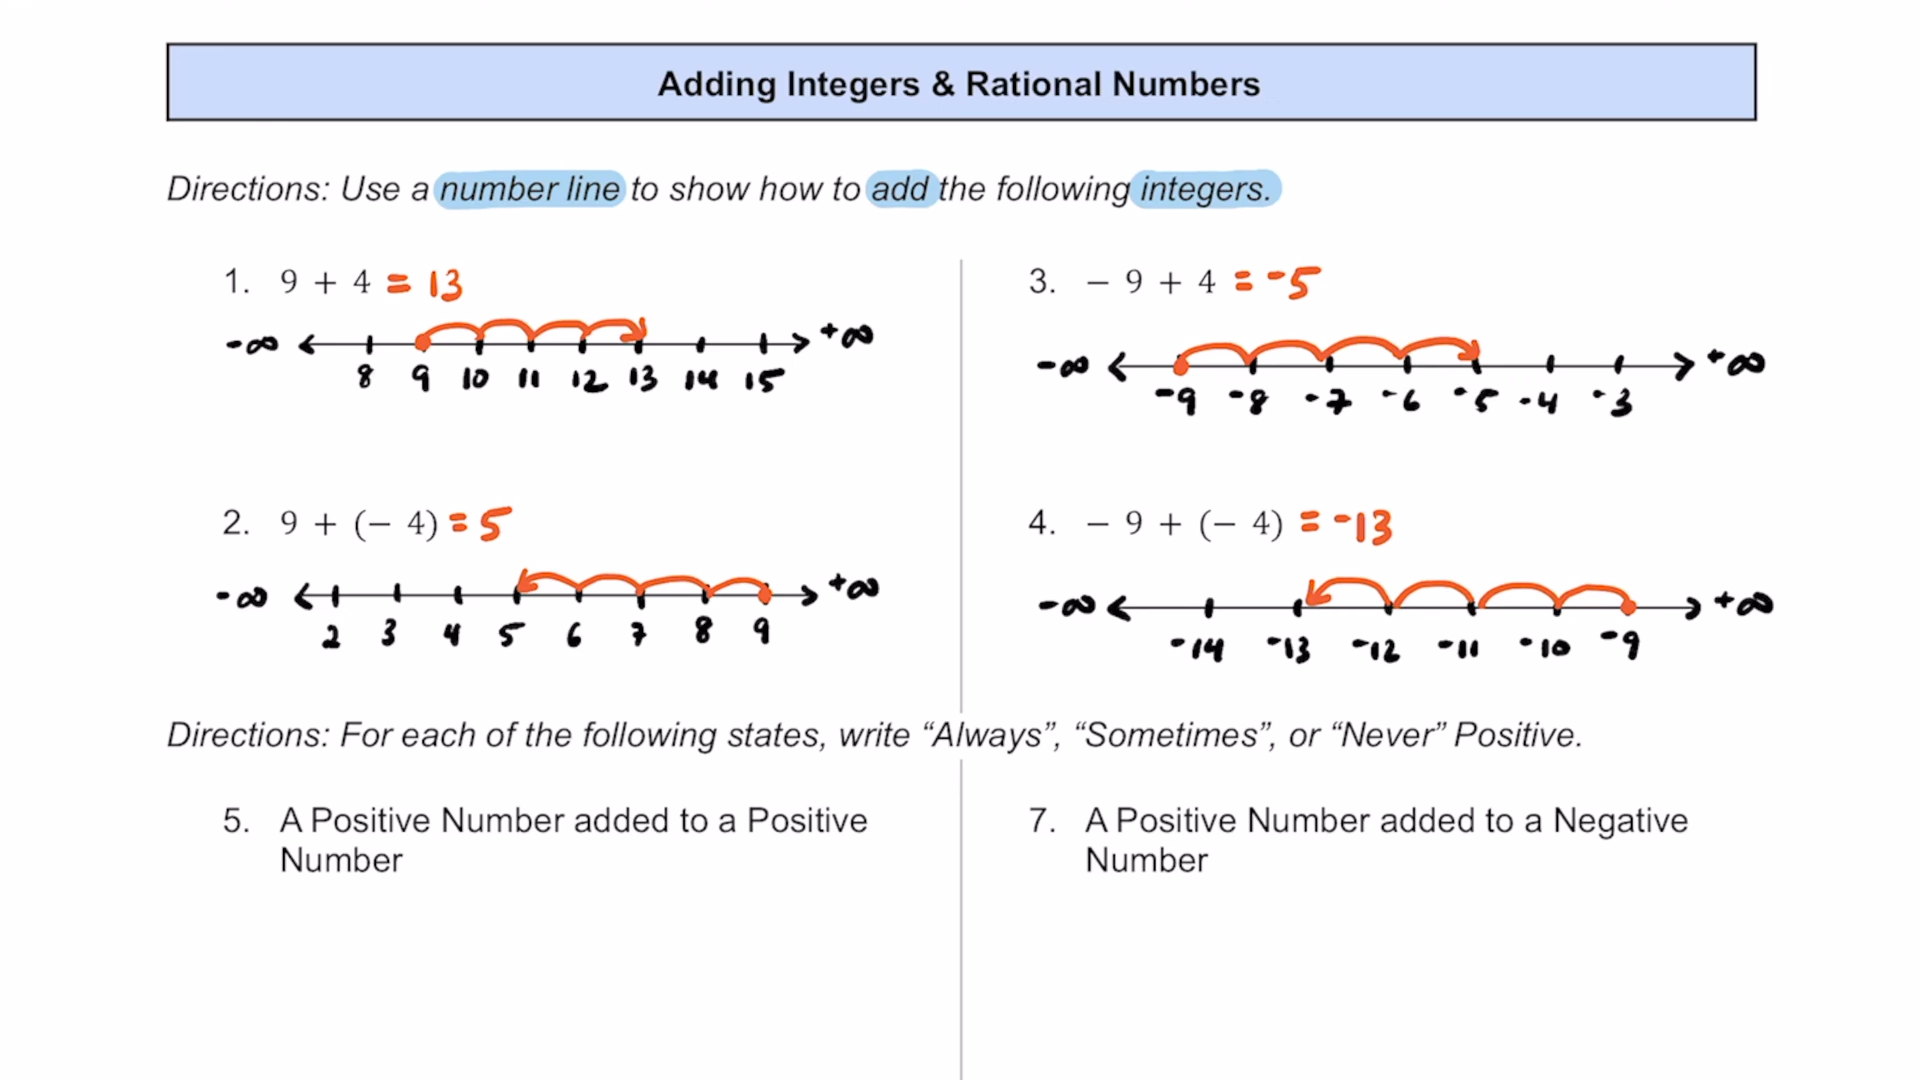 Adding Integers & Rational Numbers
Directions: Use a number line to show how to add the following integers.
1. 9 + 4 = 13
-∞ +∞
8 9 10 11 12 13 14 15
2. 9 + (− 4) = 5
-∞ +∞
2 3 4 5 6 7 8 9
3. − 9 + 4 = -5
-∞ +∞
-9 -8 -7 -6 -5 -4 -3
4. − 9 + (− 4) = -13
-∞ +∞
-14 -13 -12 -11 -10 -9
Directions: For each of the following states, write “Always”, “Sometimes”, or “Never” Positive.
5. A Positive Number added to a Positive
Number
7. A Positive Number added to a Negative
Number